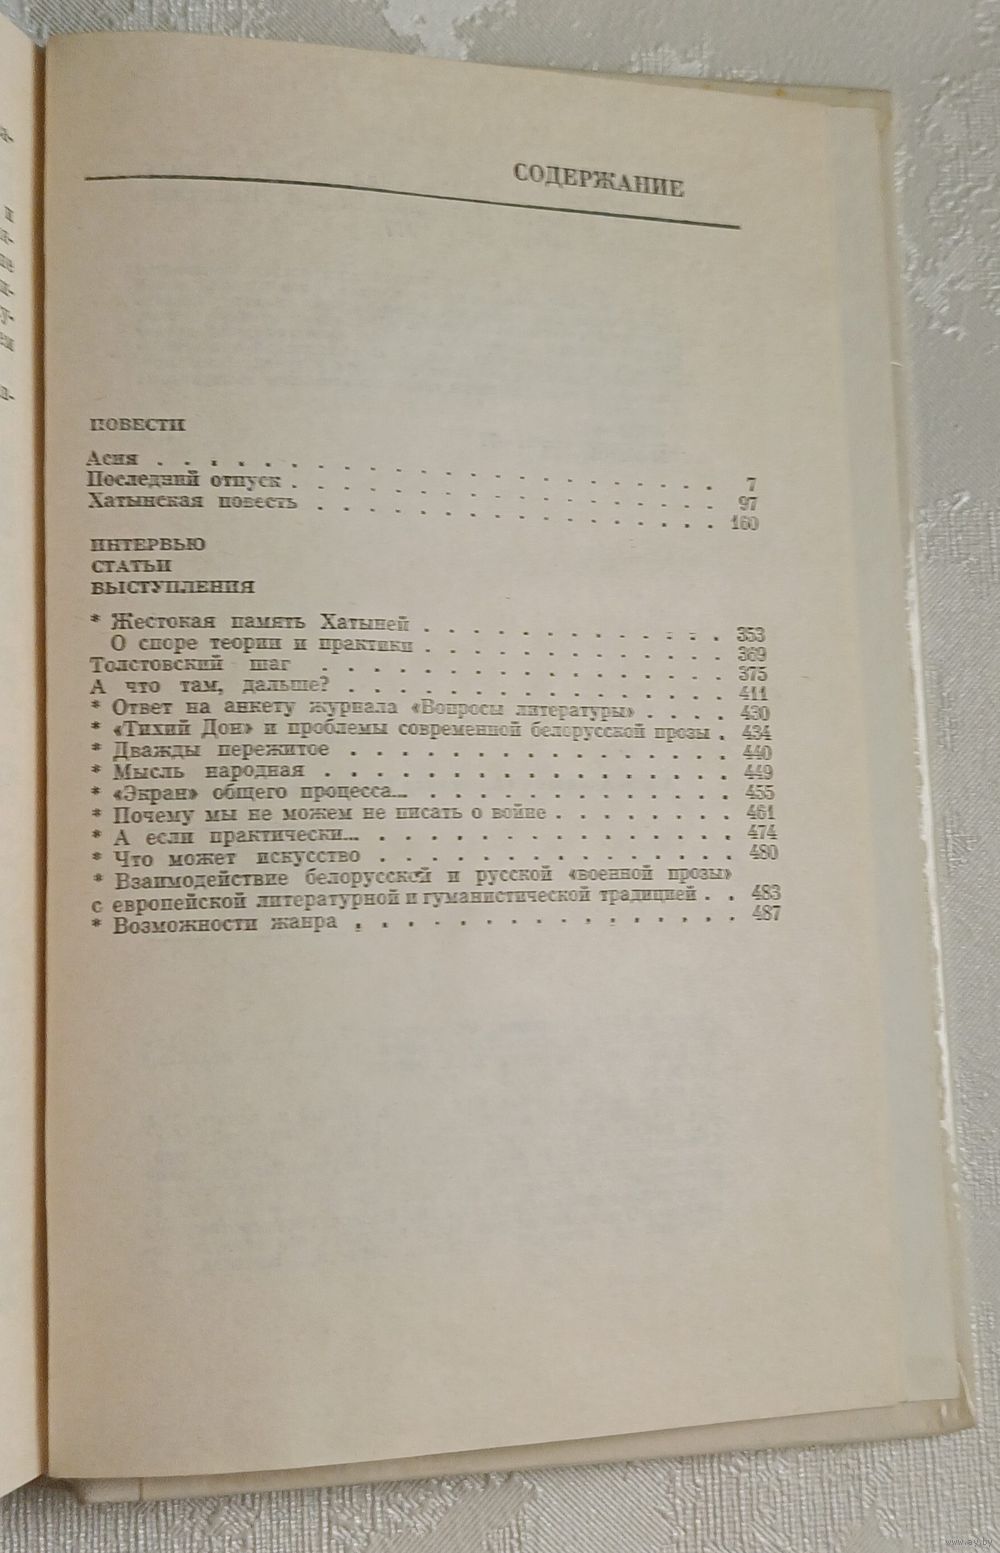 СОДЕРЖАНИЕ
ПОВЕСТИ
Асия . . . . . . . . . . . . . . . . . . . . . . 7
Последний отпуск . . . . . . . . . . . . . . . . . 97
Хатынская повесть . . . . . . . . . . . . . . . . 160
ИНТЕРВЬЮ
СТАТЬИ
ВЫСТУПЛЕНИЯ
* Жестокая память Хатыней . . . . . . . . . . . . 353
О споре теории и практики . . . . . . . . . . . . 369
Толстовский шаг . . . . . . . . . . . . . . . . 375
А что там, дальше? . . . . . . . . . . . . . . . 411
* Ответ на анкету журнала «Вопросы литературы» . . . . 430
* «Тихий Дон» и проблемы современной белорусской прозы . 434
* Дважды пережитое . . . . . . . . . . . . . . . 440
* Мысль народная . . . . . . . . . . . . . . . . 449
* «Экран» общего процесса... . . . . . . . . . . . . 455
* Почему мы не можем не писать о войне . . . . . . . 461
* А если практически... . . . . . . . . . . . . . . 474
* Что может искусство . . . . . . . . . . . . . . 480
* Взаимодействие белорусской и русской «военной прозы»
с европейской литературной и гуманистической традицией . . 483
* Возможности жанра . . . . . . . . . . . . . . . 487
www.ay.by